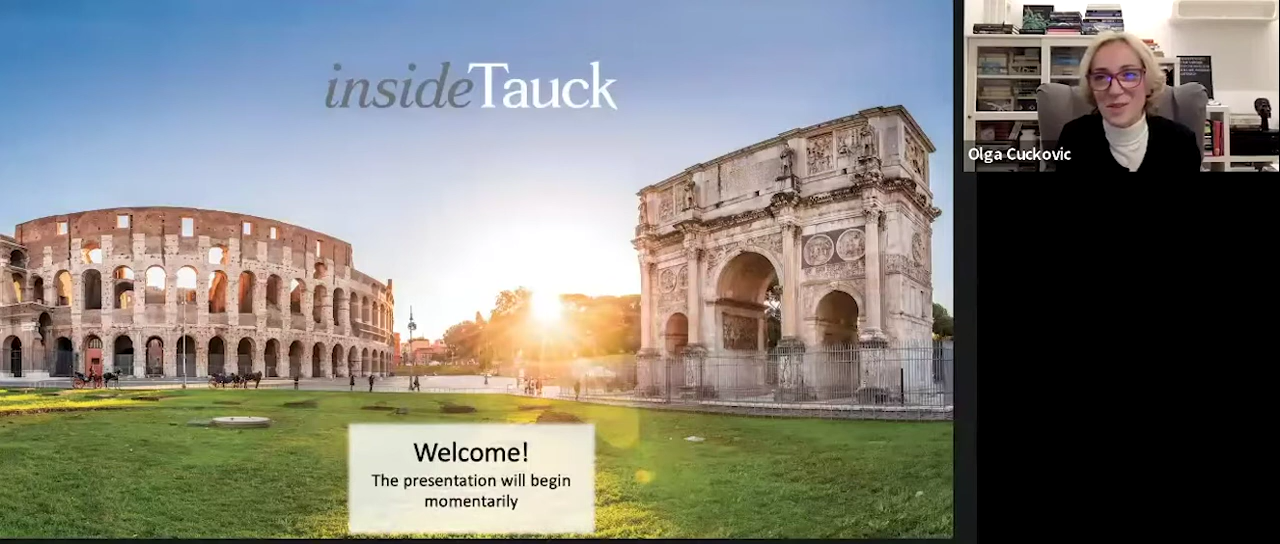 insideTauck
Olga Cuckovic
Welcome!
The presentation will begin
momentarily